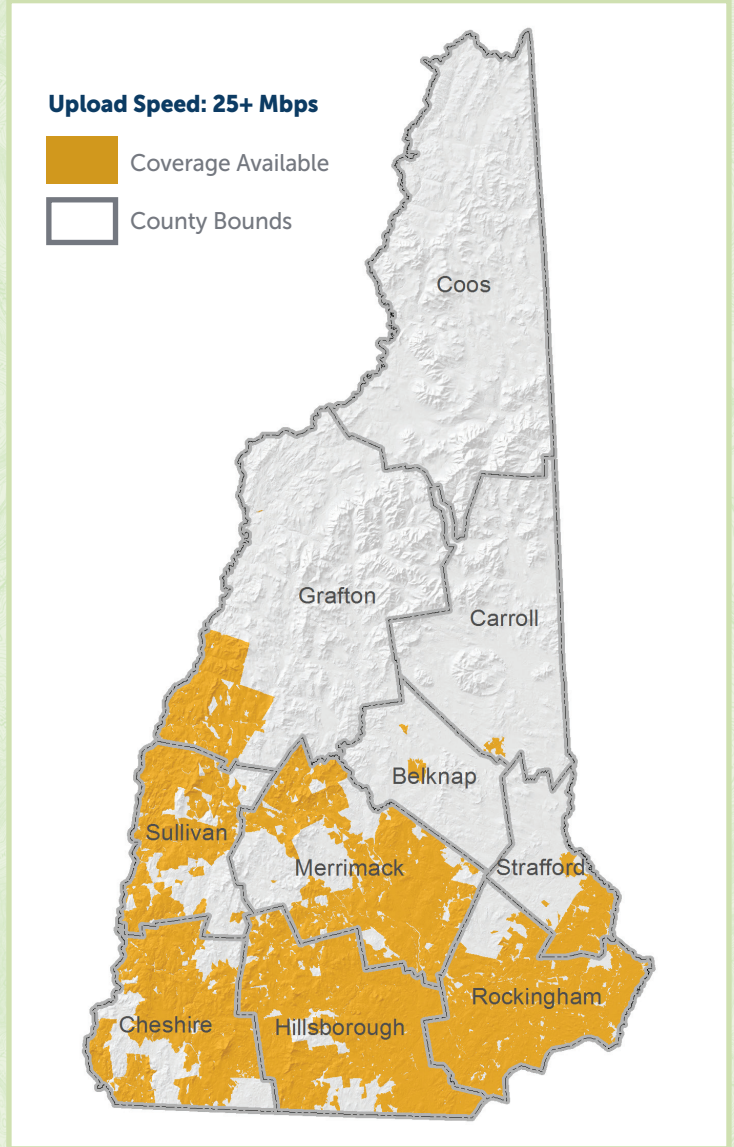 Upload Speed: 25+ Mbps
Coverage Available
County Bounds
Coos
Grafton
Carroll
Belknap
Sullivan
Merrimack
Strafford
Rockingham
Cheshire
Hillsborough